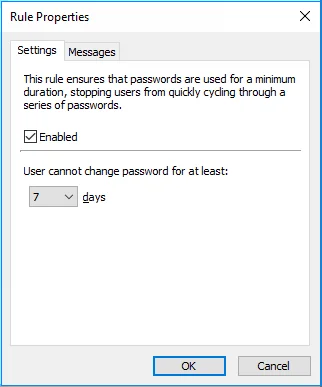 Rule Properties
Settings
Messages
This rule ensures that passwords are used for a minimum
duration, stopping users from quickly cycling through a
series of passwords.
Enabled
User cannot change password for at least:
7 days
OK
Cancel